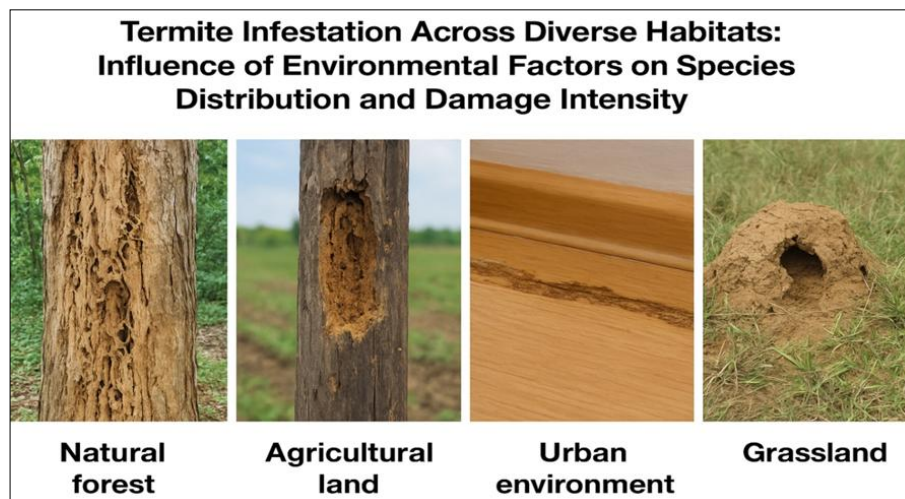 Termite Infestation Across Diverse Habitats:
Influence of Environmental Factors on Species
Distribution and Damage Intensity
Natural
forest
Agricultural
land
Urban
environment
Grassland